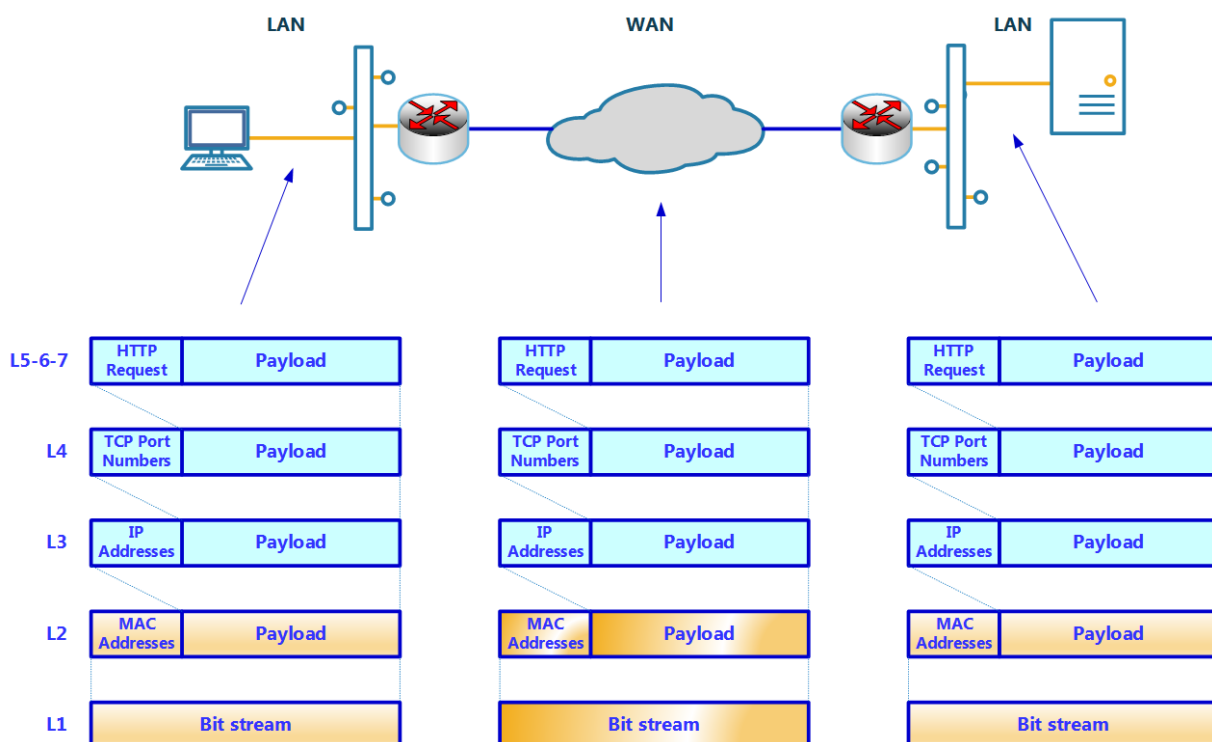 LAN
WAN
LAN
L5-6-7
HTTP
Request
Payload
HTTP
Request
Payload
HTTP
Request
Payload
L4
TCP Port
Numbers
Payload
TCP Port
Numbers
Payload
TCP Port
Numbers
Payload
L3
IP
Addresses
Payload
IP
Addresses
Payload
IP
Addresses
Payload
L2
MAC
Addresses
Payload
MAC
Addresses
Payload
MAC
Addresses
Payload
L1
Bit stream
Bit stream
Bit stream